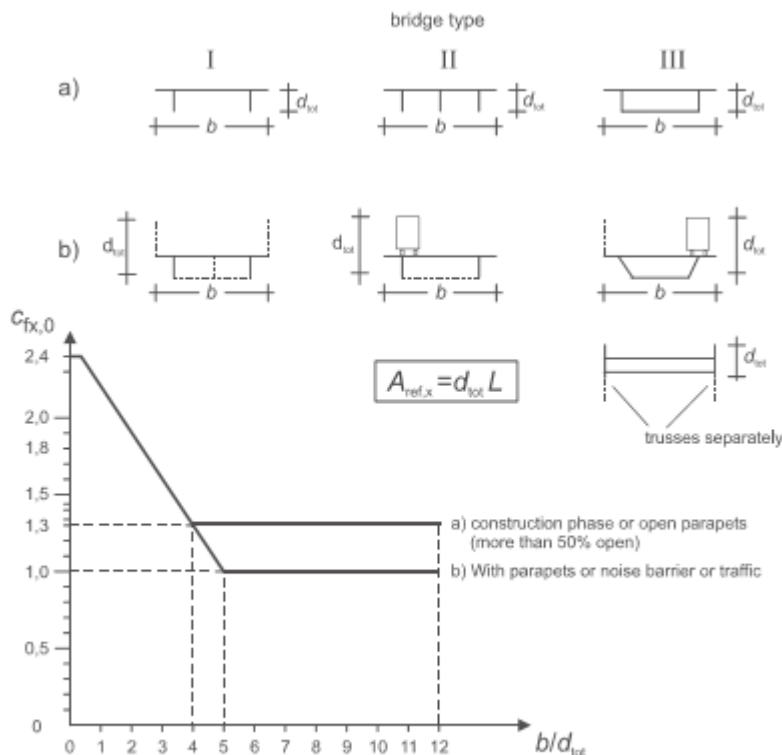 bridge type
I II III
a) d_tot d_tot d_tot
b b b
b) d_tot d_tot d_tot
b b b
c_fx,0
2,4
A_ref,x = d_tot L
d_tot
2,0
trusses separately
1,8
1,5
1,3
a) construction phase or open parapets
(more than 50% open)
1,0
b) With parapets or noise barrier or traffic
0,5
0
0 1 2 3 4 5 6 7 8 9 10 11 12 b/d_tot